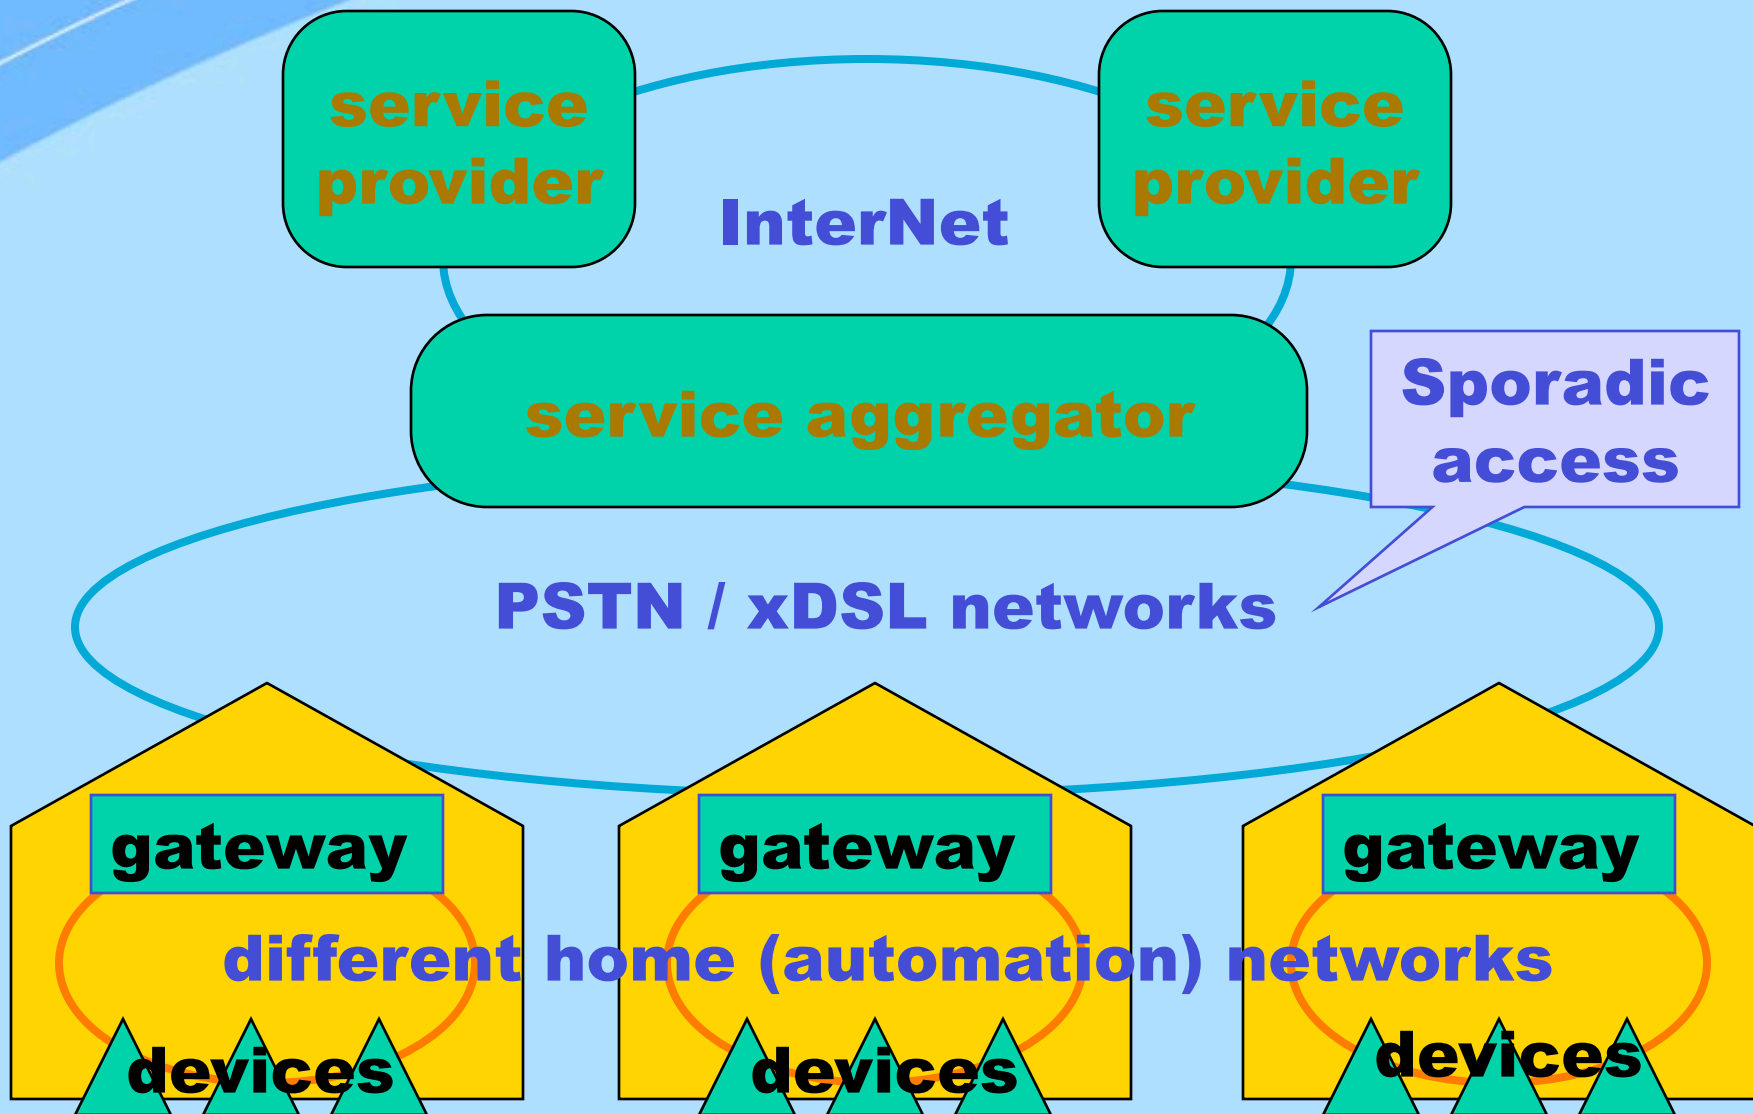 service
provider
service
provider
InterNet
service aggregator
Sporadic
access
PSTN / xDSL networks
gateway
gateway
gateway
different home (automation) networks
devices
devices
devices